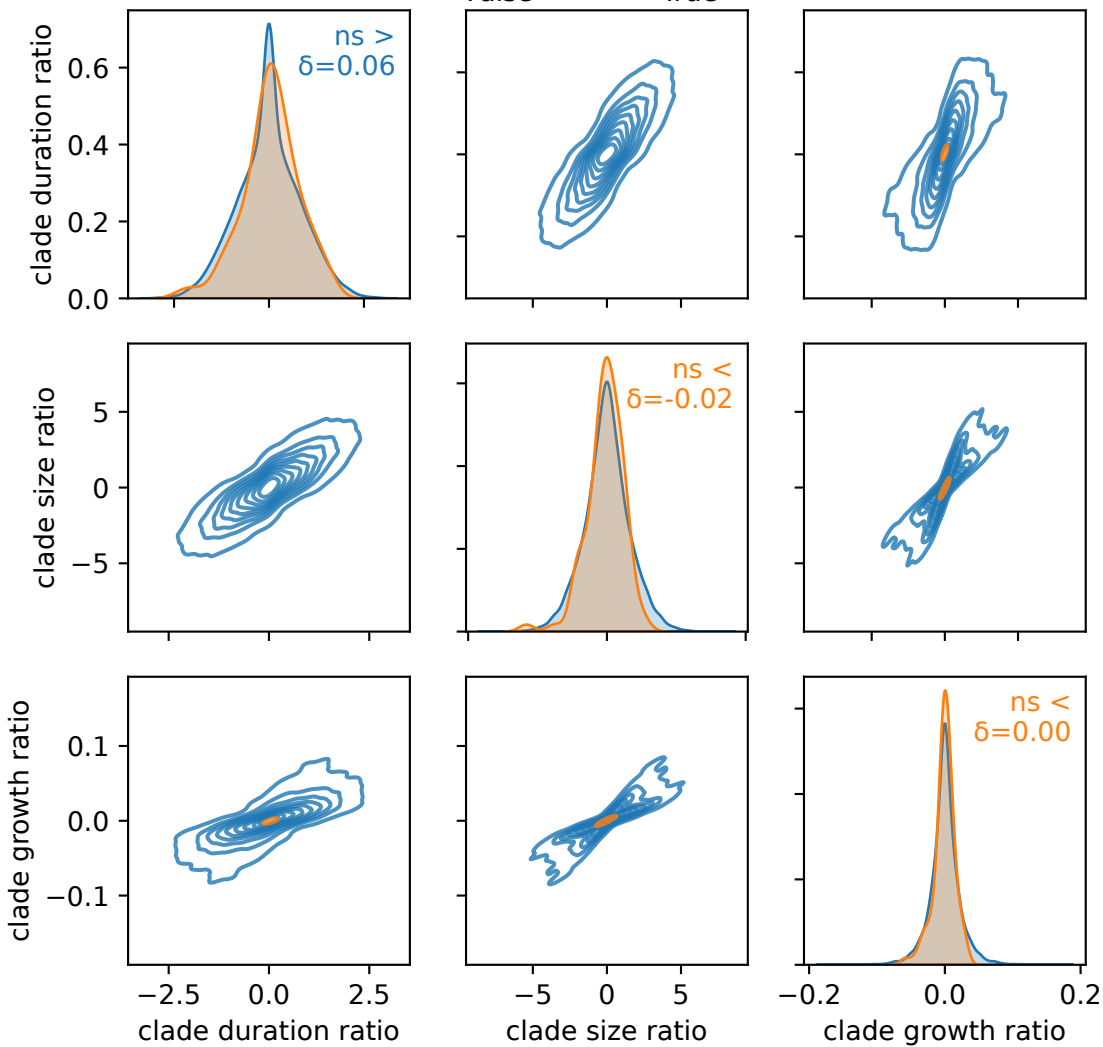 clade duration ratio
0.6
0.4
0.2
0.0
ns >
δ=0.06
clade size ratio
5
0
−5
ns <
δ=-0.02
clade growth ratio
0.1
0.0
−0.1
ns <
δ=0.00
−2.5 0.0 2.5
−5 0 5
−0.2 0.0 0.2
clade duration ratio
clade size ratio
clade growth ratio